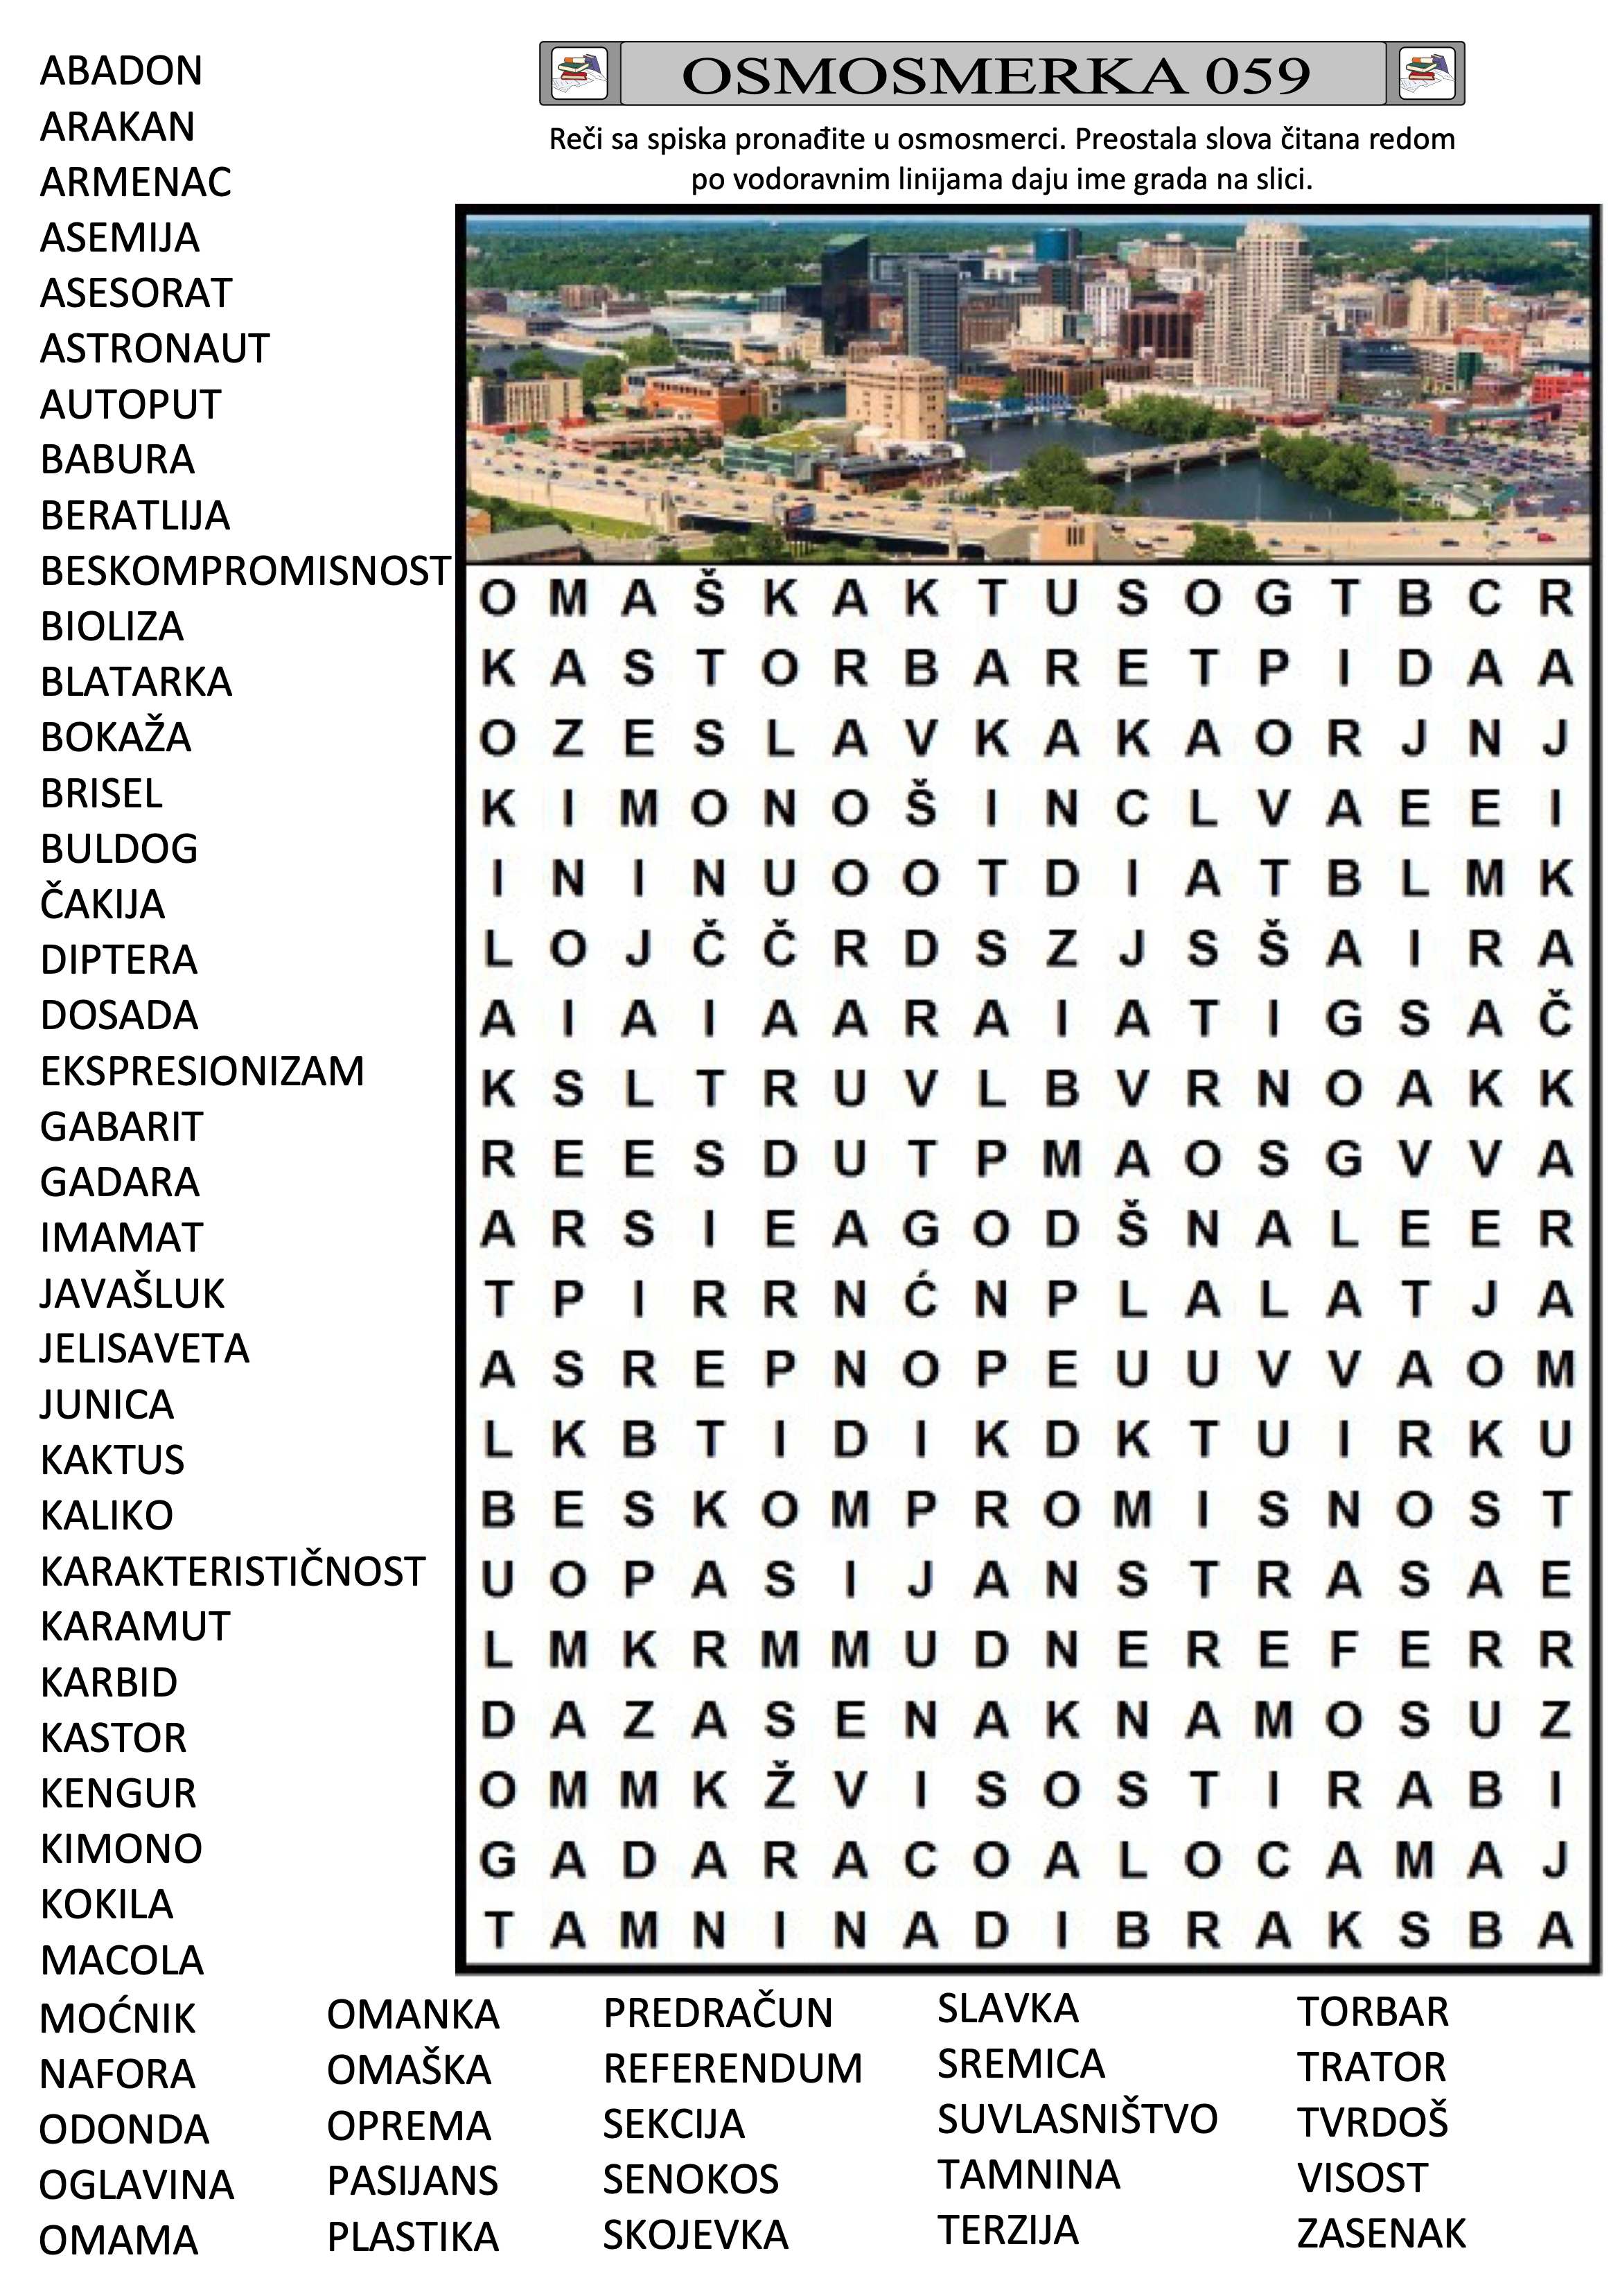 OSMOSMERKA 059
Reči sa spiska pronađite u osmosmerci. Preostala slova čitana redom
po vodoravnim linijama daju ime grada na slici.
ABADON
ARAKAN
ARMENAC
ASEMIJA
ASESORAT
ASTRONAUT
AUTOPUT
BABURA
BERATLIJA
BESKOMPROMISNOST
BIOLIZA
BLATARKA
BOKAŽA
BRISEL
BULDOG
ČAKIJA
DIPTERA
DOSADA
EKSPRESIONIZAM
GABARIT
GADARA
IMAMAT
JAVAŠLUK
JELISAVETA
JUNICA
KAKTUS
KALIKO
KARAKTERISTIČNOST
KARAMUT
KARBID
KASTOR
KENGUR
KIMONO
KOKILA
MACOLA
O M A Š K A K T U S O G T B C R
K A S T O R B A R E T P I D A A
O Z E S L A V K A K A O R J N J
K I M O N O Š I N C L V A E E I
I N I N U O O T D I A T B L M K
L O J Č Č R D S Z J S Š A I R A
A I A I A A R A I A T I G S A Č
K S L T R U V L B V R N O A K K
R E E S D U T P M A O S G V V A
A R S I E A G O D Š N A L E E R
T P I R R N Ć N P L A L A T J A
A S R E P N O P E U U V V A O M
L K B T I D I K D K T U I R K U
B E S K O M P R O M I S N O S T
U O P A S I J A N S T R A S A E
L M K R M M U D N E R E F E R R
D A Z A S E N A K N A M O S U Z
O M M K Ž V I S O S T I R A B I
G A D A R A C O A L O C A M A J
T A M N I N A D I B R A K S B A
MOĆNIK
NAFORA
ODONDA
OGLAVINA
OMAMA
OMANKA
OMAŠKA
OPREMA
PASIJANS
PLASTIKA
PREDRAČUN
REFERENDUM
SEKCIJA
SENOKOS
SKOJEVKA
SLAVKA
SREMICA
SUVLASNIŠTVO
TAMNINA
TERZIJA
TORBAR
TRATOR
TVRDOŠ
VISOST
ZASENAK